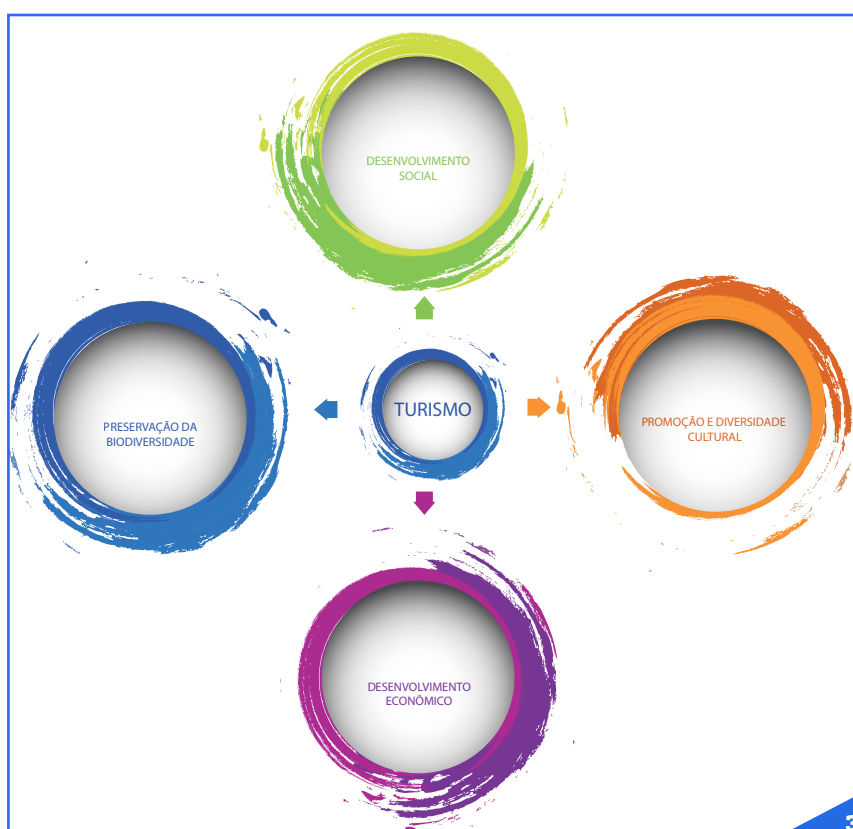 DESENVOLVIMENTO
SOCIAL
PRESERVAÇÃO DA
BIODIVERSIDADE
TURISMO
PROMOÇÃO E DIVERSIDADE
CULTURAL
DESENVOLVIMENTO
ECONÔMICO